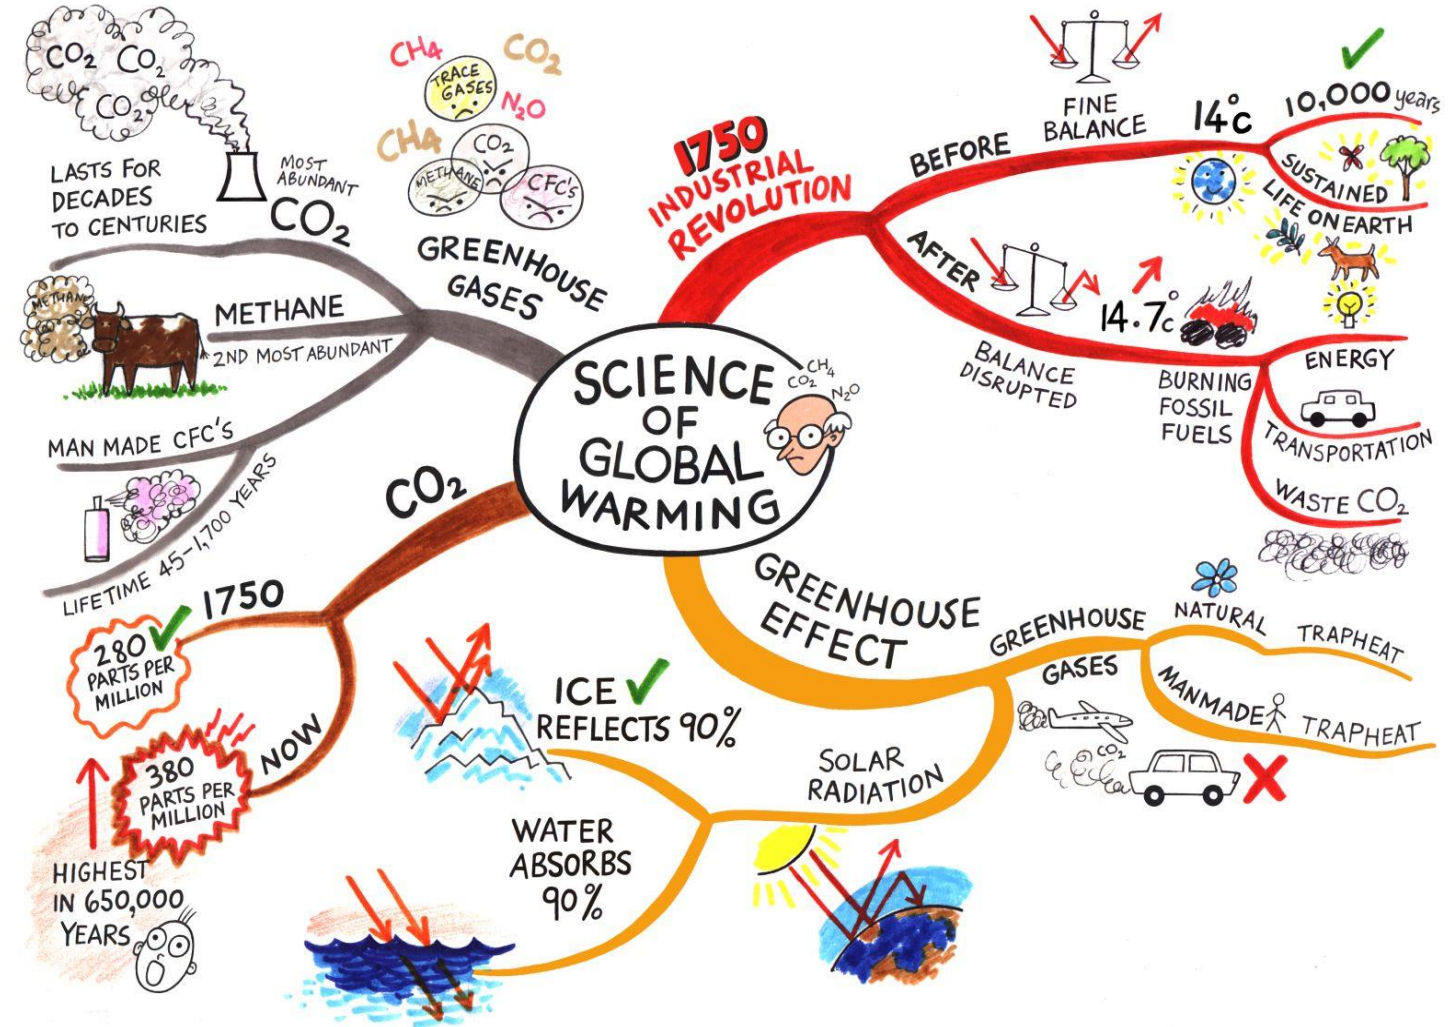 SCIENCE
OF
GLOBAL
WARMING
CH4
CO2
N2O
1750
INDUSTRIAL
REVOLUTION
BEFORE
FINE
BALANCE
14°C
10,000 years
SUSTAINED
LIFE ON EARTH
AFTER
BALANCE
DISRUPTED
14.7°C
BURNING
FOSSIL
FUELS
ENERGY
TRANSPORTATION
WASTE CO2
GREENHOUSE
EFFECT
GREENHOUSE
GASES
NATURAL
TRAPHEAT
MANMADE
TRAPHEAT
CO2
SOLAR
RADIATION
ICE
REFLECTS 90%
WATER
ABSORBS
90%
CO2
1750
280
PARTS PER
MILLION
NOW
380
PARTS PER
MILLION
HIGHEST
IN 650,000
YEARS
GREENHOUSE
GASES
CH4
CO2
TRACE
GASES
N2O
CH4
CO2
METHANE
CFC'S
CO2
MOST
ABUNDANT
LASTS FOR
DECADES
TO CENTURIES
CO2 CO2
CO2
METHANE
2ND MOST ABUNDANT
METHANE
MAN MADE CFC'S
LIFETIME 45-1,700 YEARS